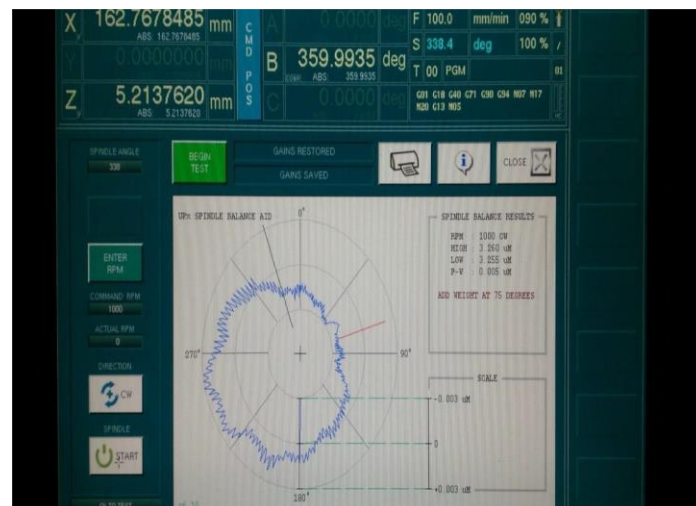 X 162.7678485 mm
ABS 162.7678485
Y 0.0000000 mm
Z 5.2137620 mm
ABS 5.2137620
CMD POS
A 0.0000 deg
B 359.9935 deg
ABS 359.9935
C 0.0000 deg
F 100.0 mm/min 090 %
S 338.4 deg 100 % /
T 00 PGM 01
G01 G18 G40 G71 G90 G94 M07 M17
M20 G13 M05
SPINDLE ANGLE
338
BEGIN
TEST
GAINS RESTORED
GAINS SAVED
i
CLOSE
ENTER
RPM
COMMAND RPM
1000
ACTUAL RPM
0
DIRECTION
CW
SPINDLE
START
SPINDLE BALANCE AID
0°
90°
180°
270°
SPINDLE BALANCE RESULTS
RPM : 1000 CW
HIGH : 3.260 uM
LOW : 3.255 uM
P-V : 0.005 uM
ADD WEIGHT AT 75 DEGREES
SCALE
-0.003 uM
0
+0.003 uM